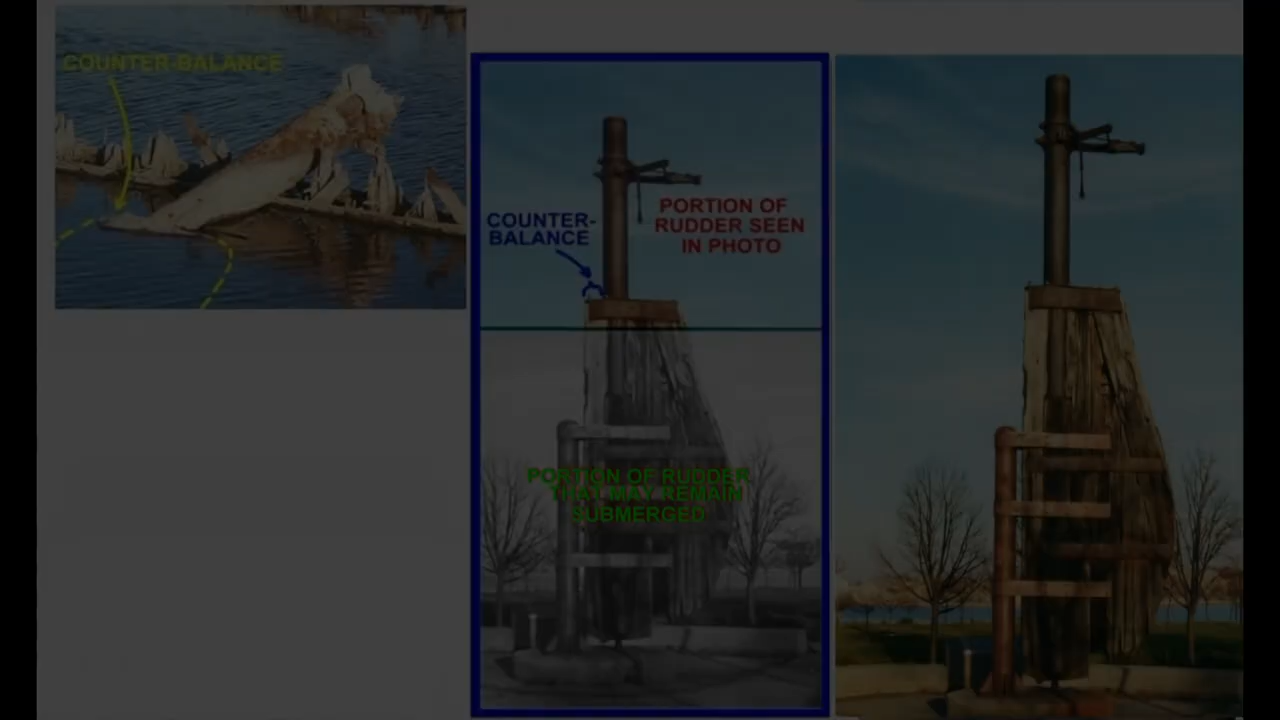 COUNTER-BALANCE
COUNTER-
BALANCE
PORTION OF
RUDDER SEEN
IN PHOTO
PORTION OF RUDDER
THAT MAY REMAIN
SUBMERGED